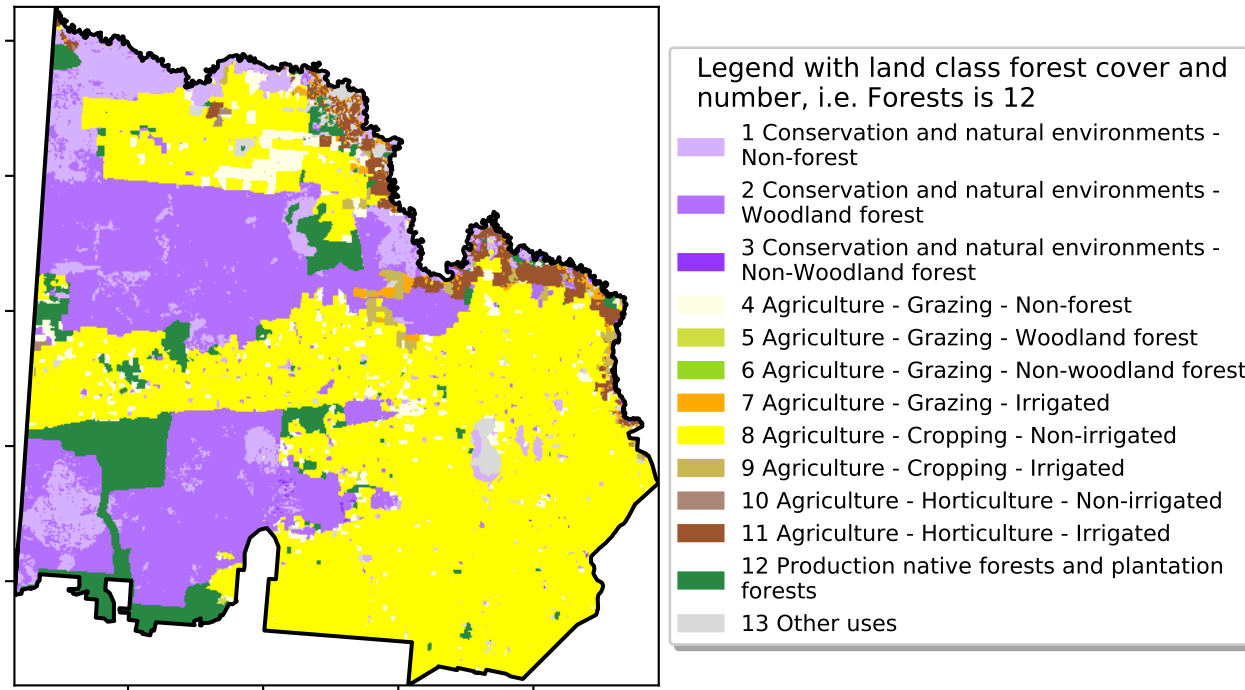 Legend with land class forest cover and
number, i.e. Forests is 12
1 Conservation and natural environments -
Non-forest
2 Conservation and natural environments -
Woodland forest
3 Conservation and natural environments -
Non-Woodland forest
4 Agriculture - Grazing - Non-forest
5 Agriculture - Grazing - Woodland forest
6 Agriculture - Grazing - Non-woodland forest
7 Agriculture - Grazing - Irrigated
8 Agriculture - Cropping - Non-irrigated
9 Agriculture - Cropping - Irrigated
10 Agriculture - Horticulture - Non-irrigated
11 Agriculture - Horticulture - Irrigated
12 Production native forests and plantation
forests
13 Other uses